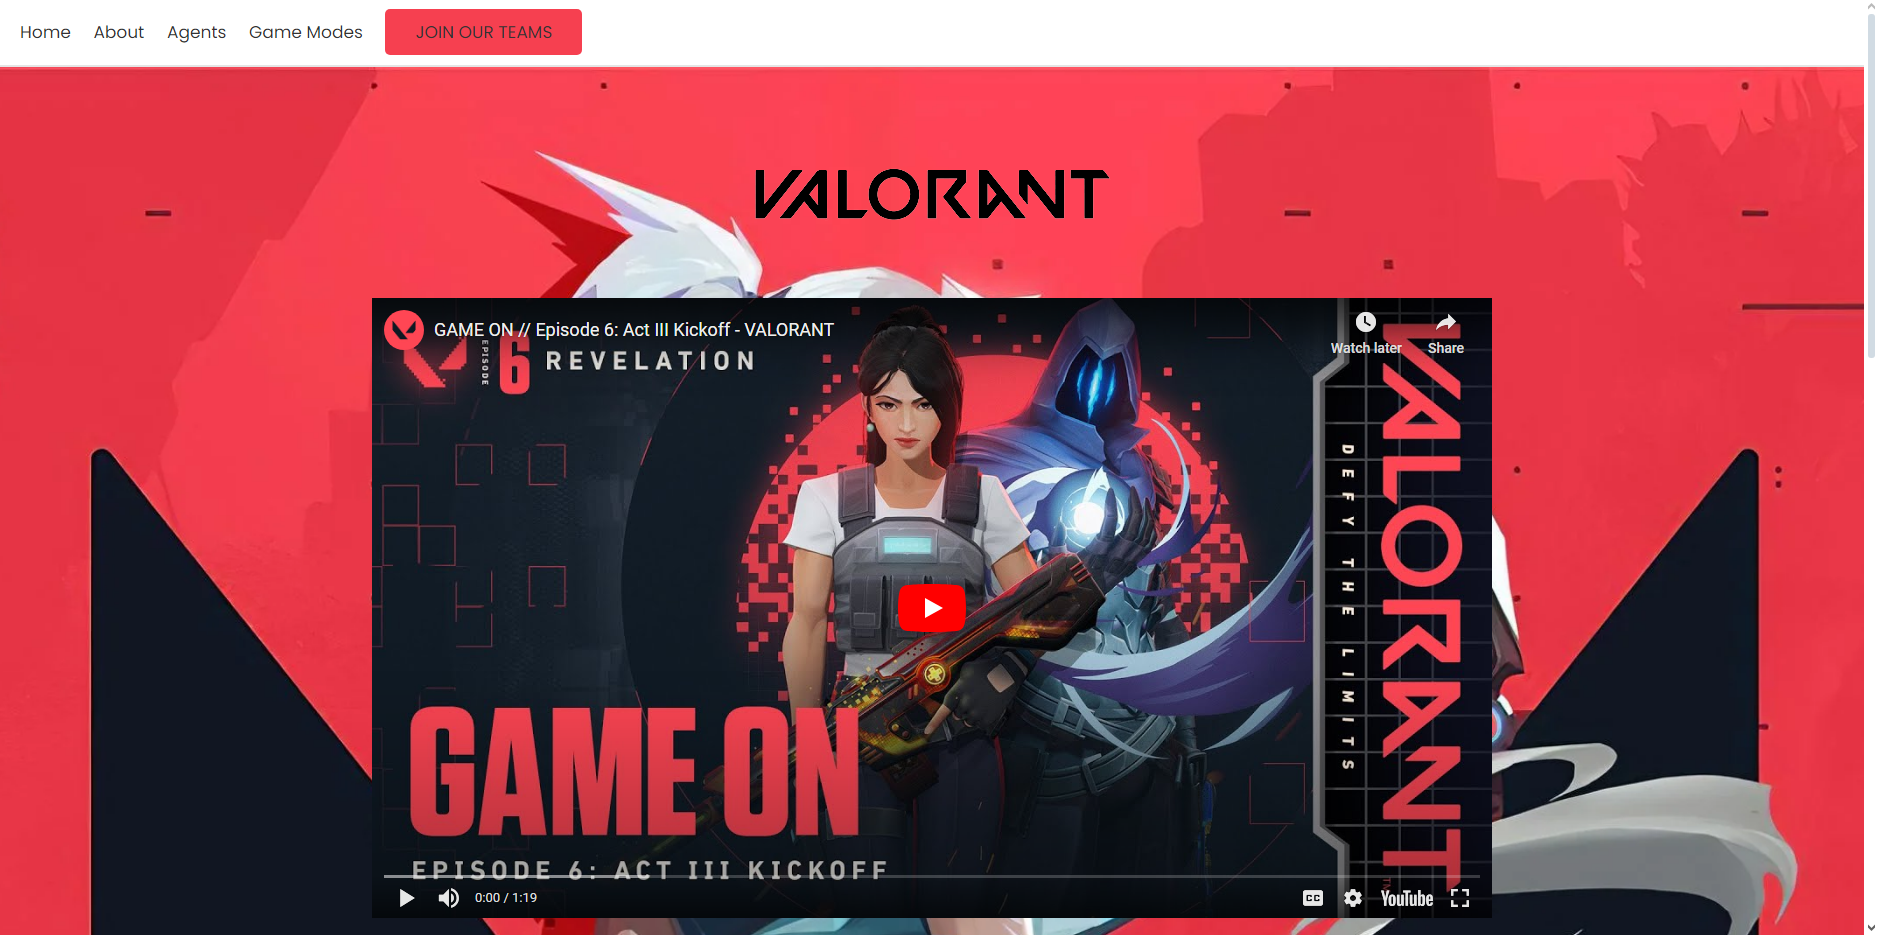 Home About Agents Game Modes JOIN OUR TEAMS
VALORANT
GAME ON // Episode 6: Act III Kickoff - VALORANT
Watch later Share
EPISODE 6 REVELATION
VALORANT
DEFY THE LIMITS
GAME ON
EPISODE 6: ACT III KICKOFF
0:00 / 1:19
CC YouTube
TM